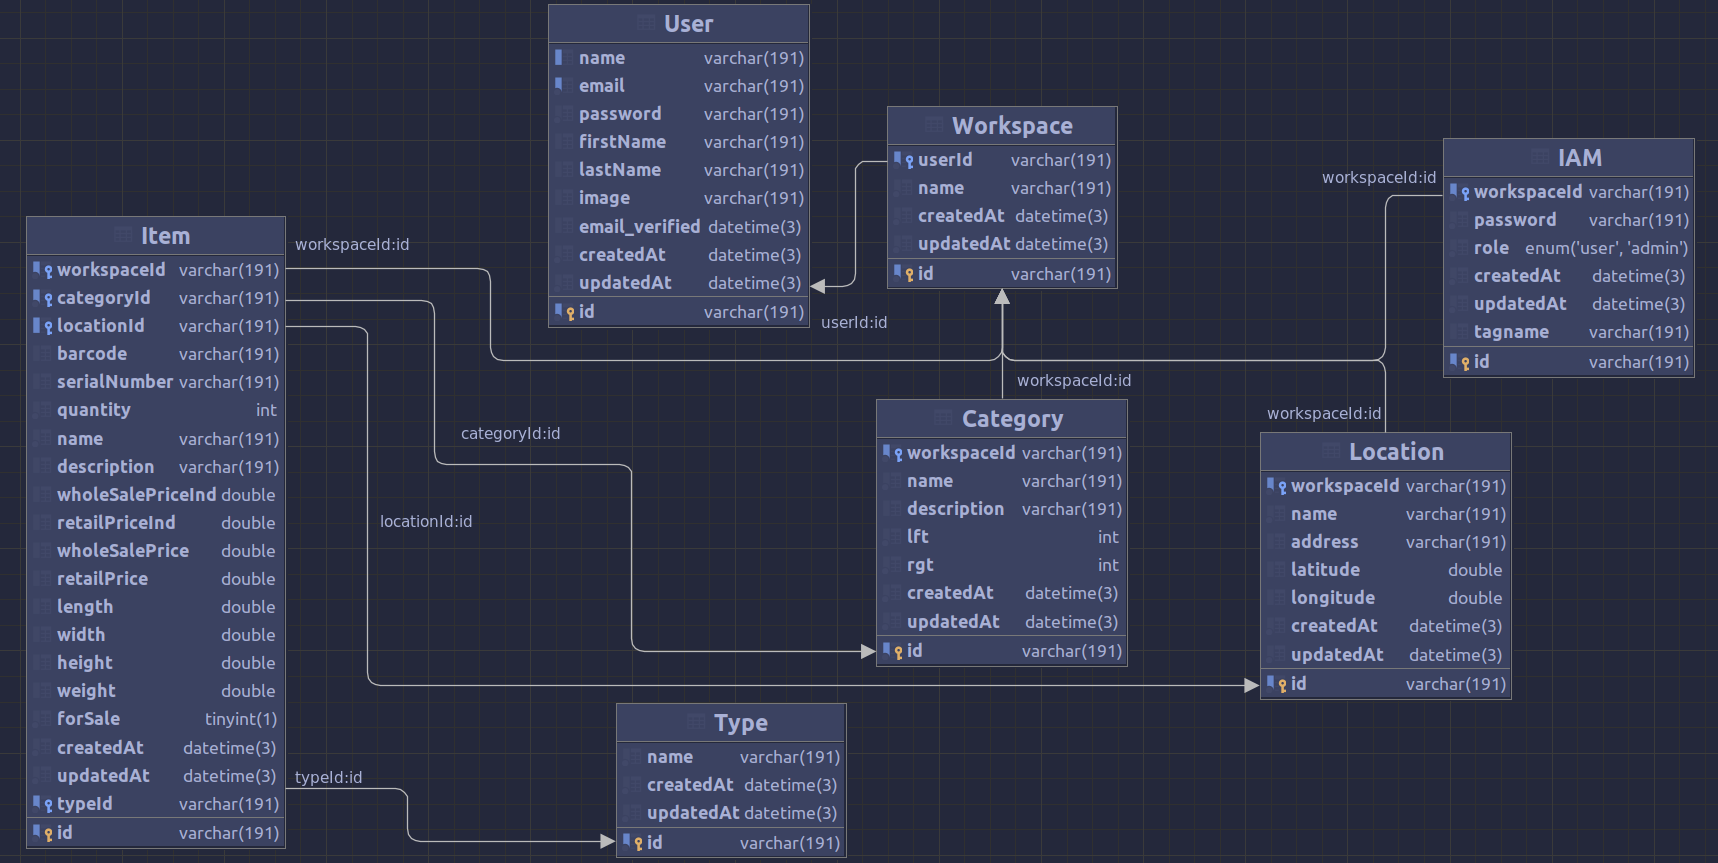 User
name varchar(191)
email varchar(191)
password varchar(191)
firstName varchar(191)
lastName varchar(191)
image varchar(191)
email_verified datetime(3)
createdAt datetime(3)
updatedAt datetime(3)
id varchar(191)
Workspace
userId varchar(191)
name varchar(191)
createdAt datetime(3)
updatedAt datetime(3)
id varchar(191)
userId:id
IAM
workspaceId varchar(191)
password varchar(191)
role enum('user','admin')
createdAt datetime(3)
updatedAt datetime(3)
tagname varchar(191)
id varchar(191)
workspaceId:id
Item
workspaceId varchar(191)
categoryId varchar(191)
locationId varchar(191)
barcode varchar(191)
serialNumber varchar(191)
quantity int
name varchar(191)
description varchar(191)
wholeSalePriceInd double
retailPriceInd double
wholeSalePrice double
retailPrice double
length double
width double
height double
weight double
forSale tinyint(1)
createdAt datetime(3)
updatedAt datetime(3)
typeId varchar(191)
id varchar(191)
workspaceId:id
categoryId:id
locationId:id
typeId:id
workspaceId:id
Category
workspaceId varchar(191)
name varchar(191)
description varchar(191)
lft int
rgt int
createdAt datetime(3)
updatedAt datetime(3)
id varchar(191)
workspaceId:id
Location
workspaceId varchar(191)
name varchar(191)
address varchar(191)
latitude double
longitude double
createdAt datetime(3)
updatedAt datetime(3)
id varchar(191)
Type
name varchar(191)
createdAt datetime(3)
updatedAt datetime(3)
id varchar(191)